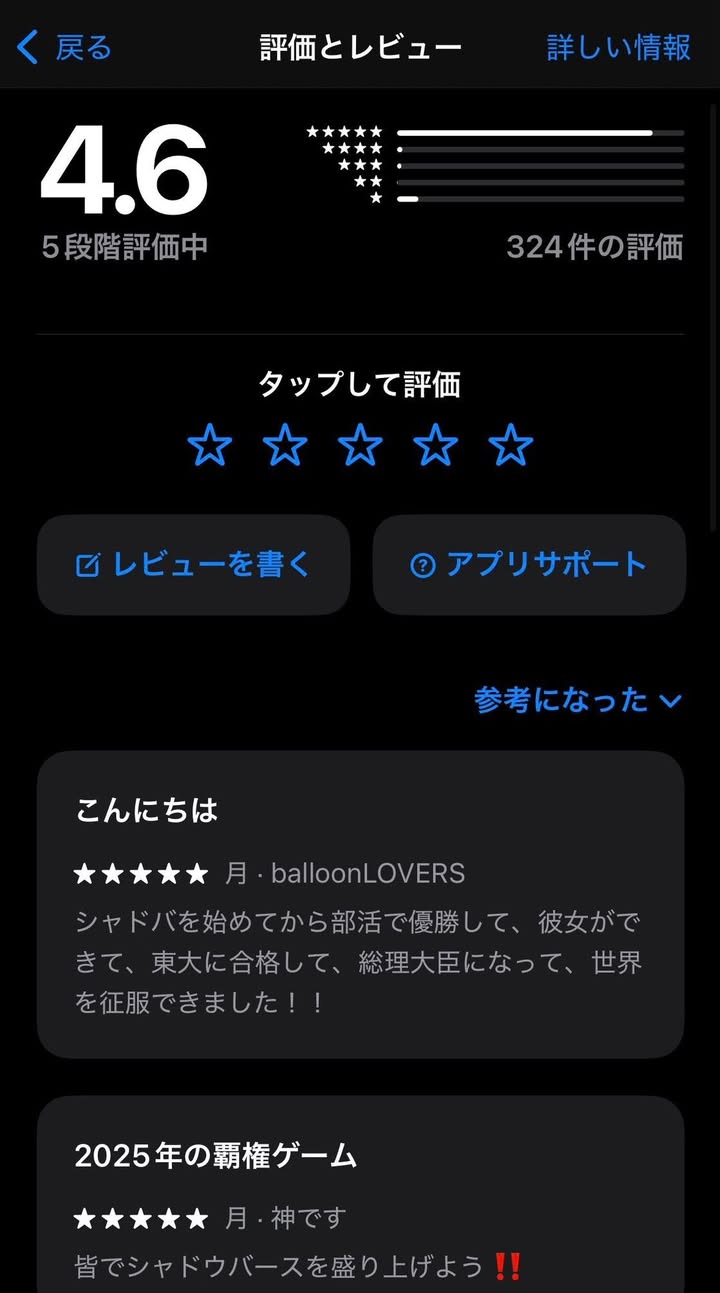 戻る 評価とレビュー 詳しい情報
4.6
★★★★★
★★★★
★★★
★★
★
5段階評価中 324件の評価
タップして評価
レビューを書く アプリサポート
参考になった
こんにちは
★★★★★ 月 · balloonLOVERS
シャドバを始めてから部活で優勝して、彼女がで
きて、東大に合格して、総理大臣になって、世界
を征服できました！！
2025年の覇権ゲーム
★★★★★ 月 · 神です
皆でシャドウバースを盛り上げよう‼️